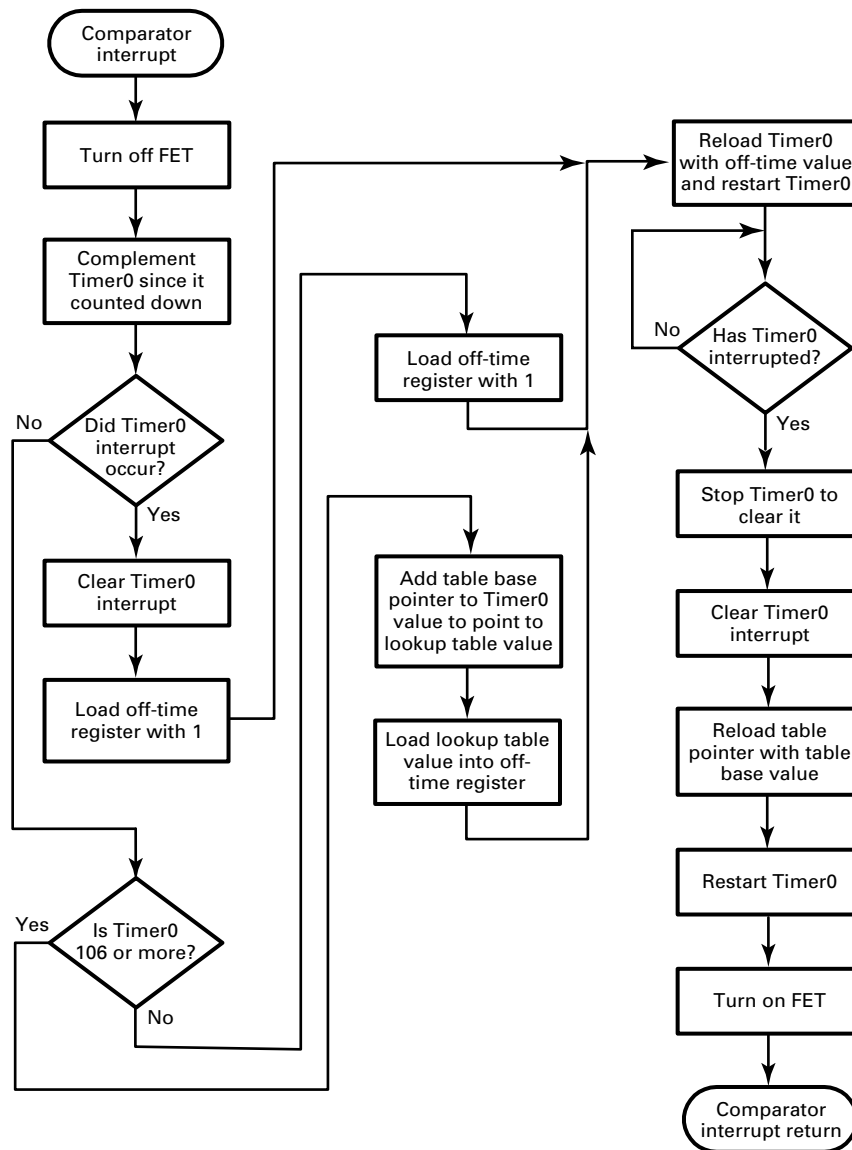 Comparator
interrupt
Turn off FET
Complement
Timer0 since it
counted down
No
Did Timer0
interrupt
occur?
Yes
Clear Timer0
interrupt
Load off-time
register with 1
Yes
Is Timer0
106 or more?
No
Load off-time
register with 1
Add table base
pointer to Timer0
value to point to
lookup table value
Load lookup table
value into off-
time register
Reload Timer0
with off-time value
and restart Timer0
No
Has Timer0
interrupted?
Yes
Stop Timer0 to
clear it
Clear Timer0
interrupt
Reload table
pointer with table
base value
Restart Timer0
Turn on FET
Comparator
interrupt return